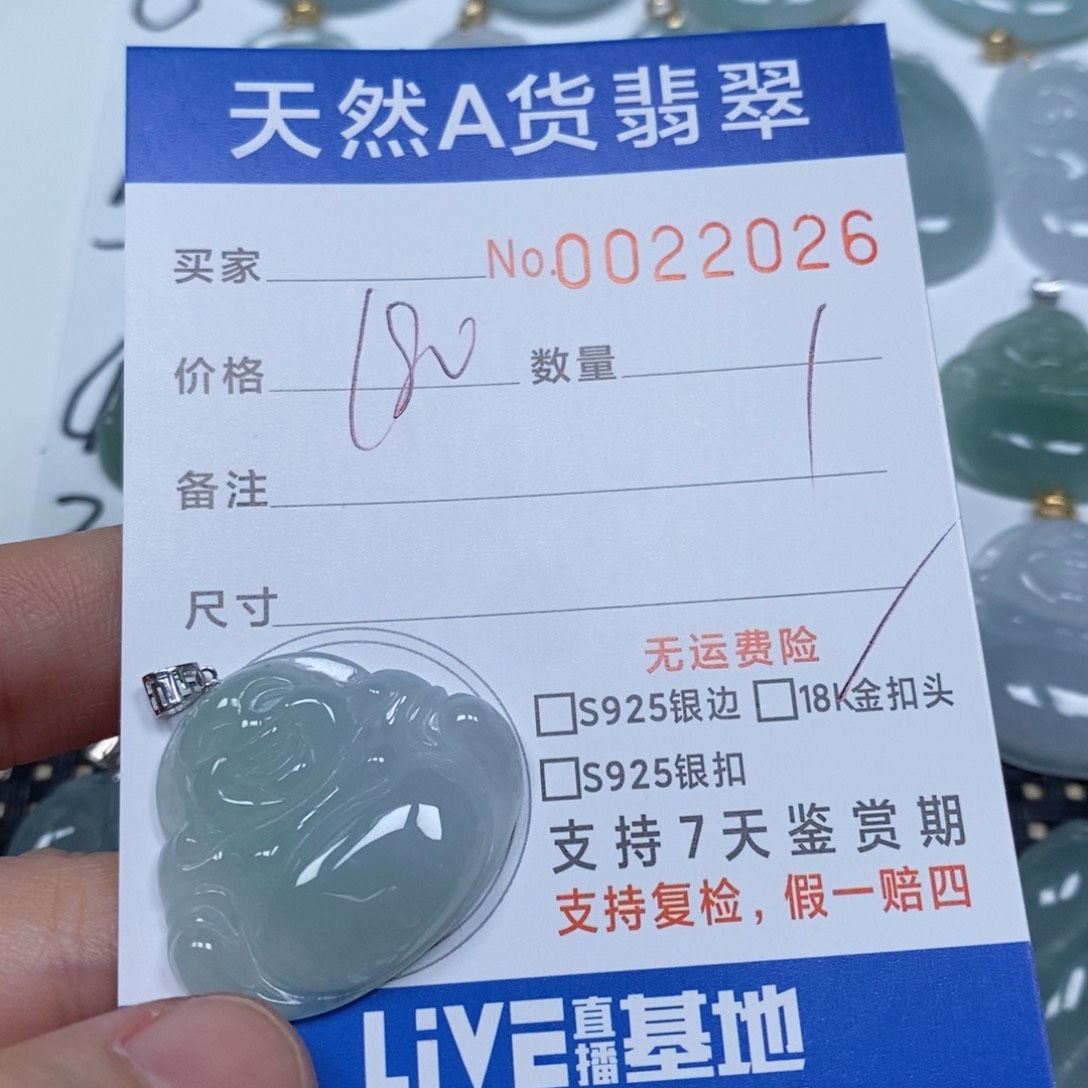 天然A货翡翠
买家 No.0022026
价格 180 数量 1
备注
尺寸
无运费险
□S925银边 □18K金扣头
□S925银扣
支持7天鉴赏期
支持复检，假一赔四
LiVE直播基地